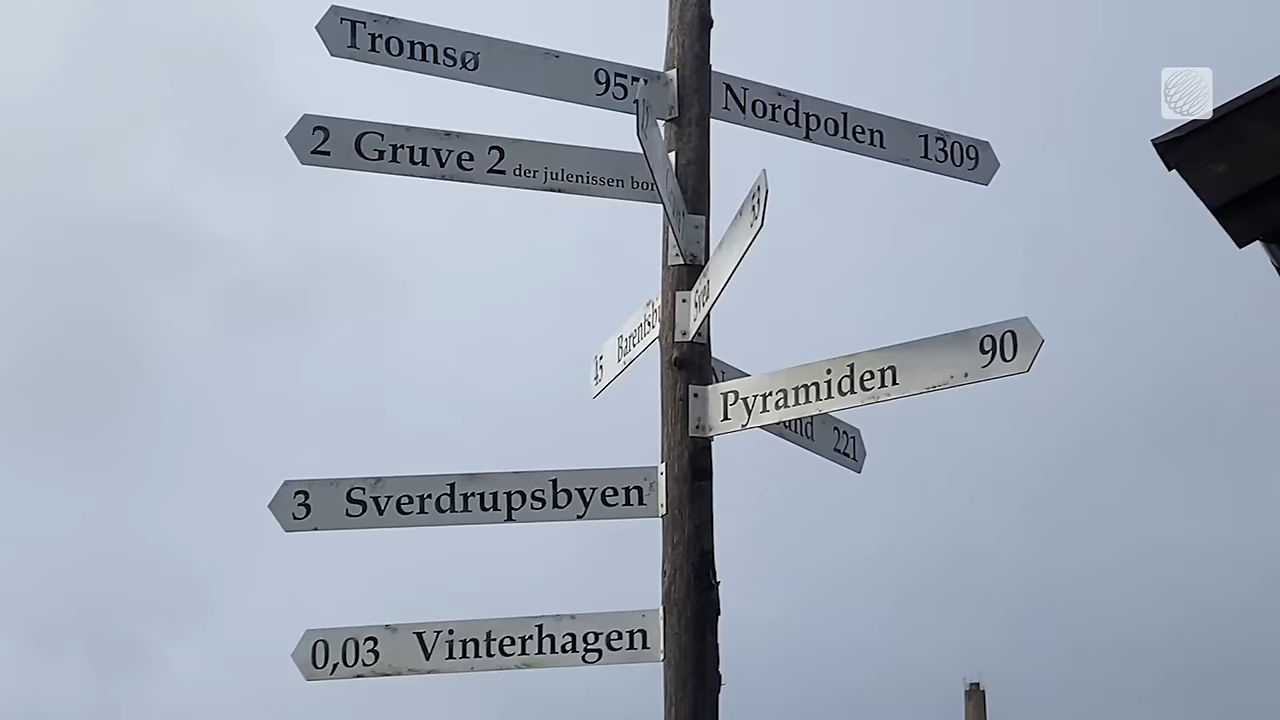 Tromsø 957
Nordpolen 1309
2 Gruve 2 der julenissen bor
53
Svea
45
90
Pyramiden
221
3 Sverdrupsbyen
0,03 Vinterhagen